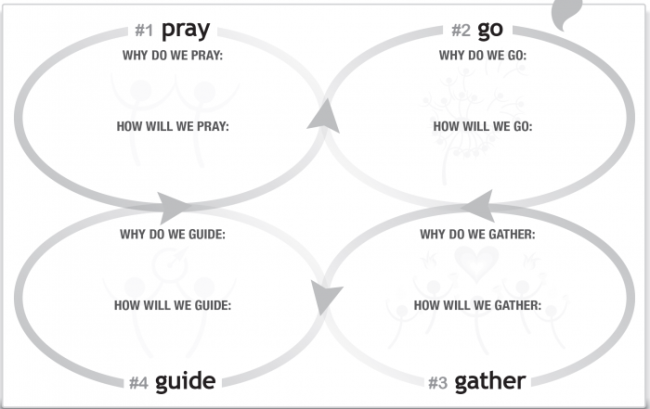 #1 pray
WHY DO WE PRAY:
HOW WILL WE PRAY:
#2 go
WHY DO WE GO:
HOW WILL WE GO:
WHY DO WE GUIDE:
HOW WILL WE GUIDE:
#4 guide
WHY DO WE GATHER:
HOW WILL WE GATHER:
#3 gather